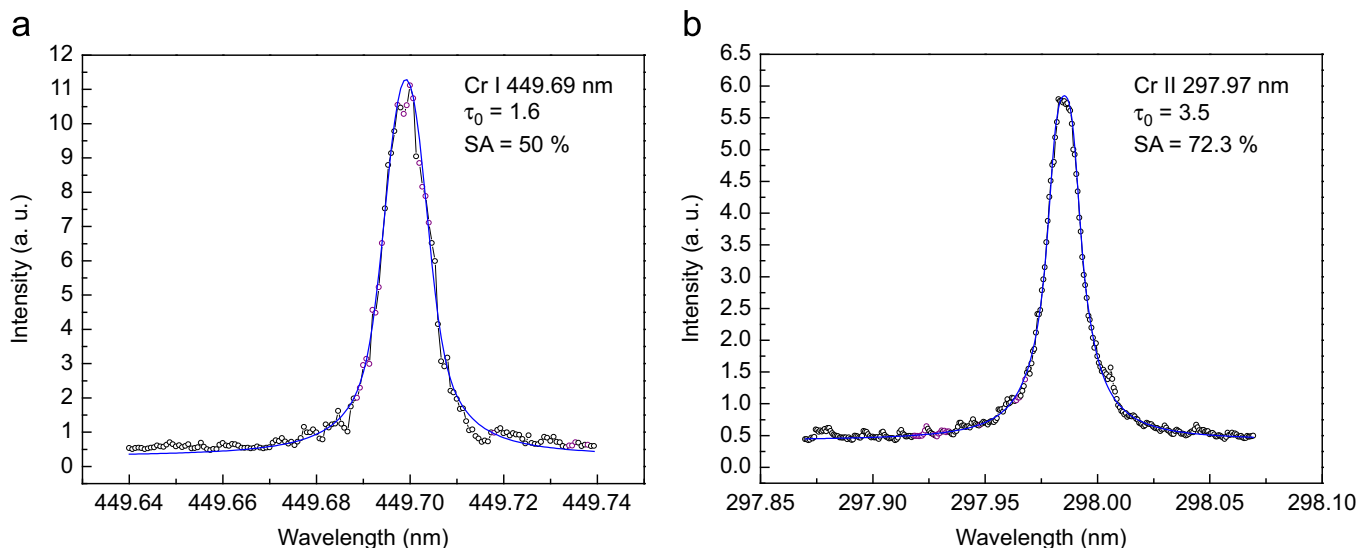 a
12
11
10
9
8
7
6
5
4
3
2
1
0
Intensity (a. u.)
Cr I 449.69 nm
τ₀ = 1.6
SA = 50 %
449.64 449.66 449.68 449.70 449.72 449.74
Wavelength (nm)
b
6.5
6.0
5.5
5.0
4.5
4.0
3.5
3.0
2.5
2.0
1.5
1.0
0.5
0.0
Intensity (a. u.)
Cr II 297.97 nm
τ₀ = 3.5
SA = 72.3 %
297.85 297.90 297.95 298.00 298.05 298.10
Wavelength (nm)